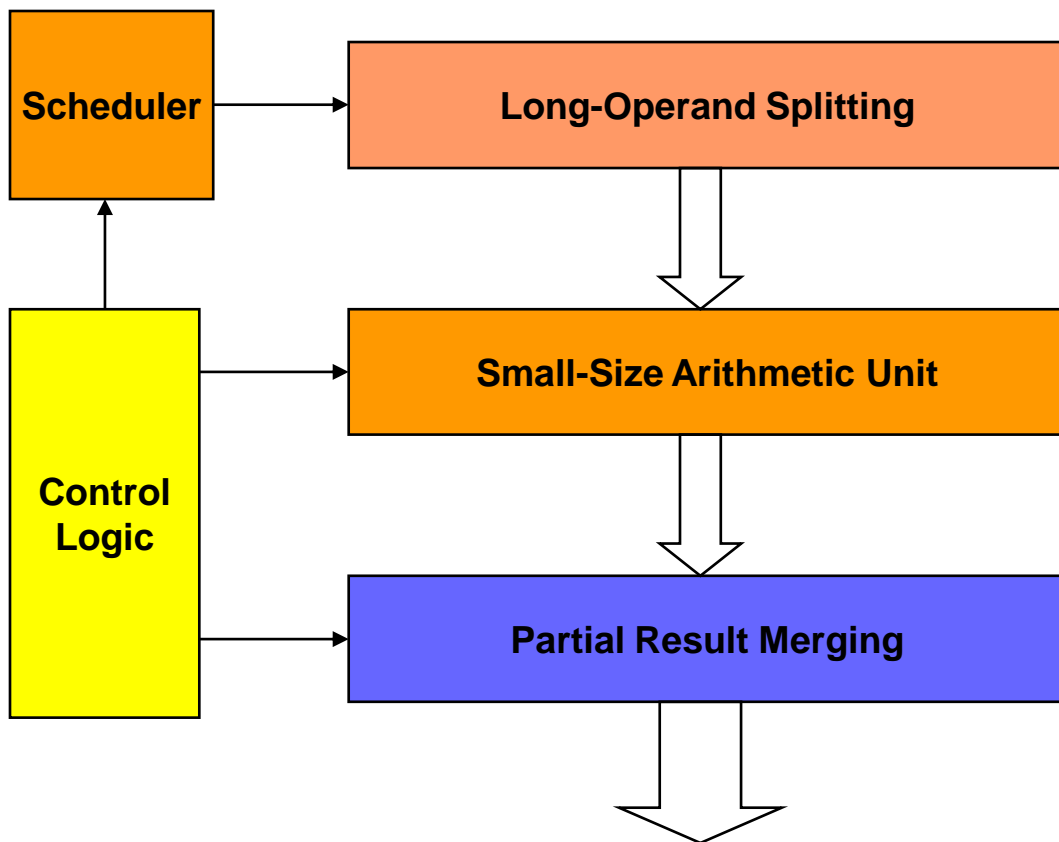 Scheduler
Long-Operand Splitting
Small-Size Arithmetic Unit
Control
Logic
Partial Result Merging